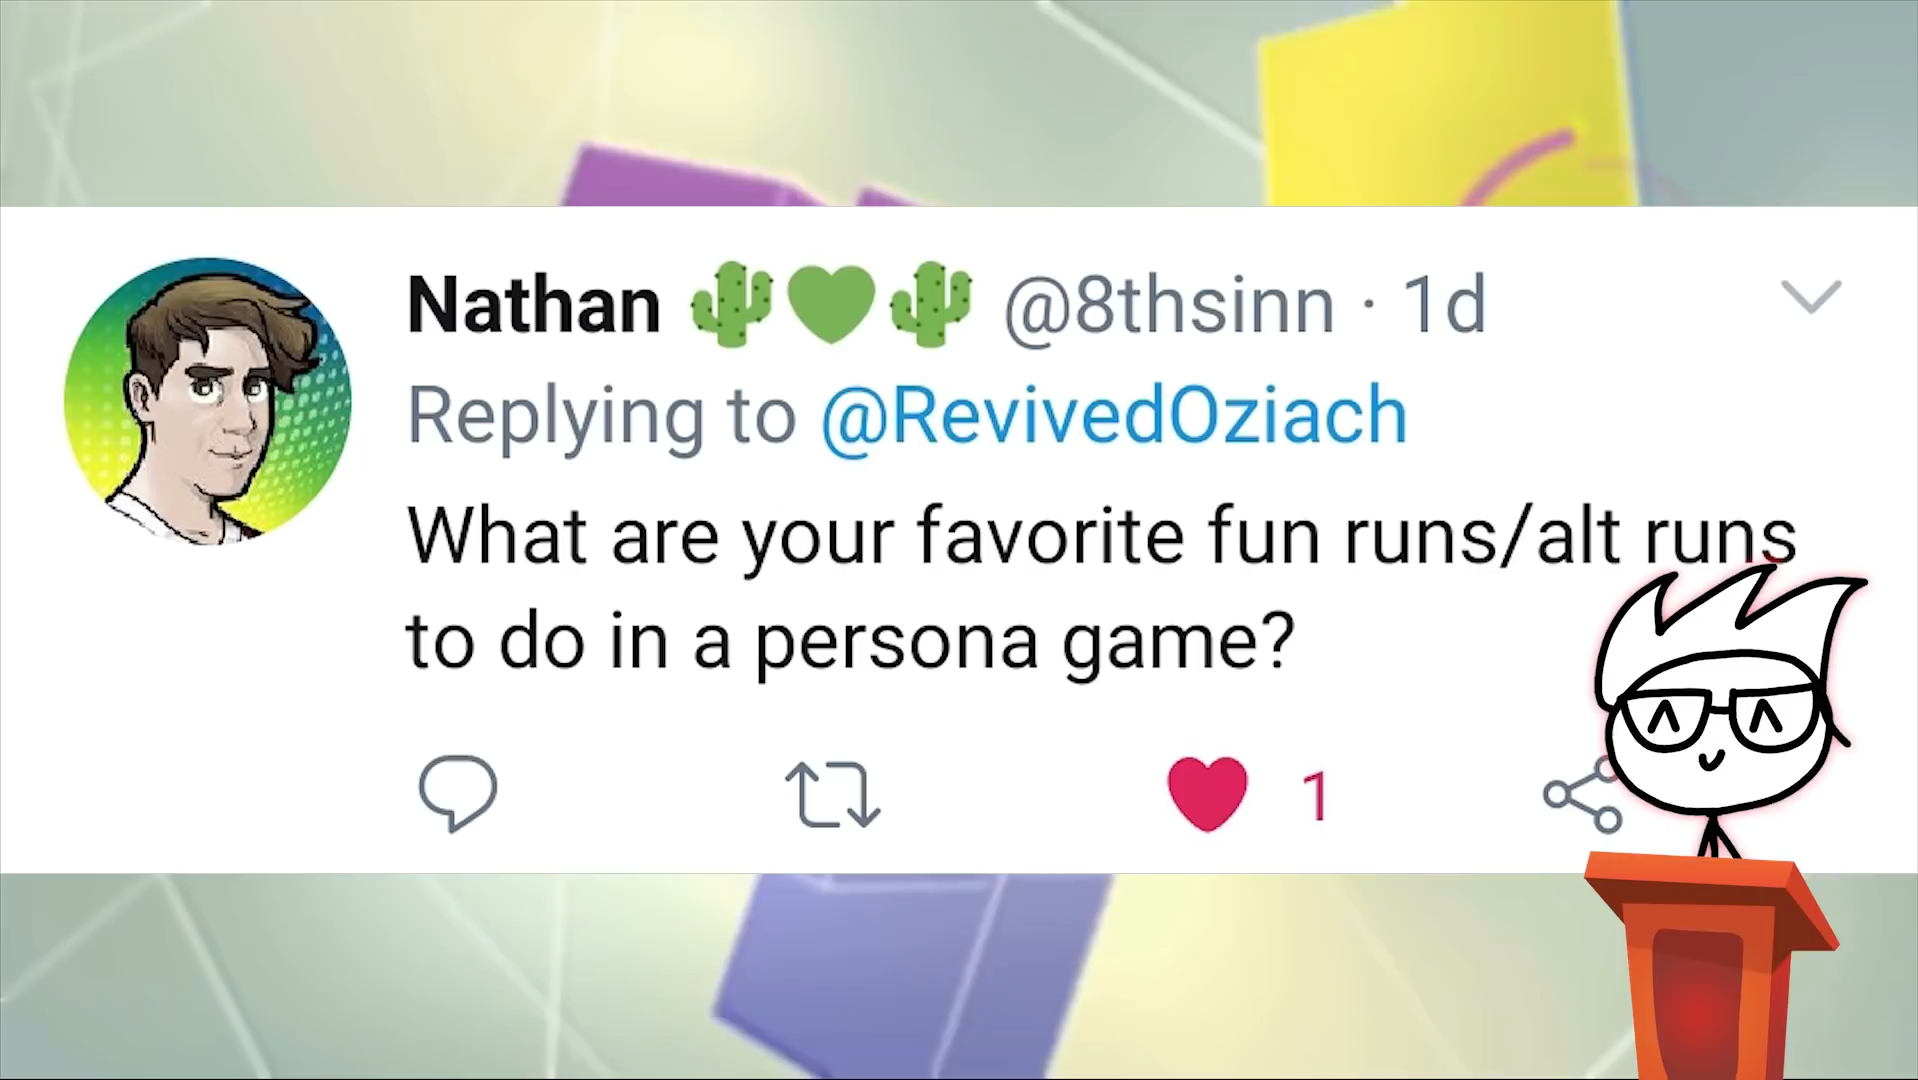 Nathan 🌵💚🌵 @8thsinn · 1d
Replying to @RevivedOziach
What are your favorite fun runs/alt runs
to do in a persona game?
1